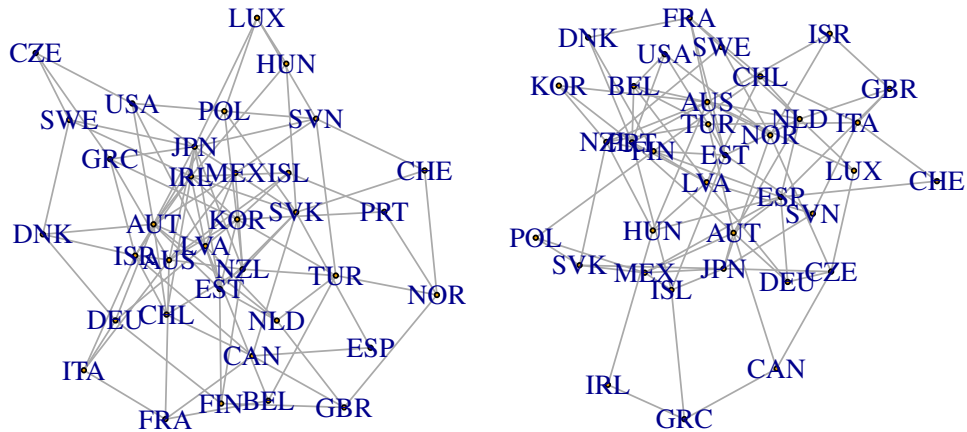 LUX
CZE
HUN
USA
POL
SWE
SVN
JPN
GRC
IRL
MEX
ISL
CHE
KOR
SVK
PRT
AUT
DNK
LVA
ISR
AUS
NZL
EST
TUR
NOR
DEU
CHL
NLD
CAN
ESP
ITA
FIN
BEL
GBR
FRA
FRA
DNK
SWE
ISR
USA
KOR
BEL
CHL
GBR
AUS
TUR
NLD
ITA
NOR
NZL
PRT
FIN
EST
LVA
LUX
CHE
ESP
SVN
POL
HUN
AUT
SVK
MEX
JPN
ISL
DEU
CZE
CAN
IRL
GRC